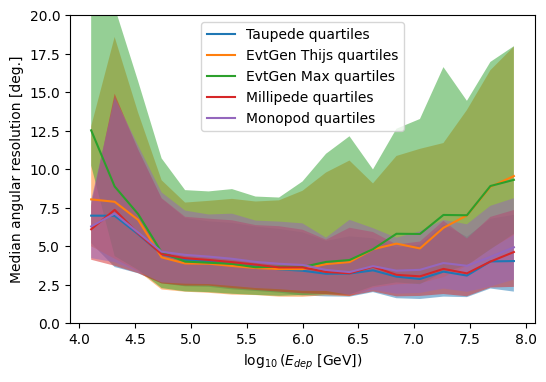 20.0
17.5
15.0
12.5
10.0
7.5
5.0
2.5
0.0
Median angular resolution [deg.]
Taupede quartiles
EvtGen Thijs quartiles
EvtGen Max quartiles
Millipede quartiles
Monopod quartiles
4.0 4.5 5.0 5.5 6.0 6.5 7.0 7.5 8.0
log₁₀(E_dep [GeV])